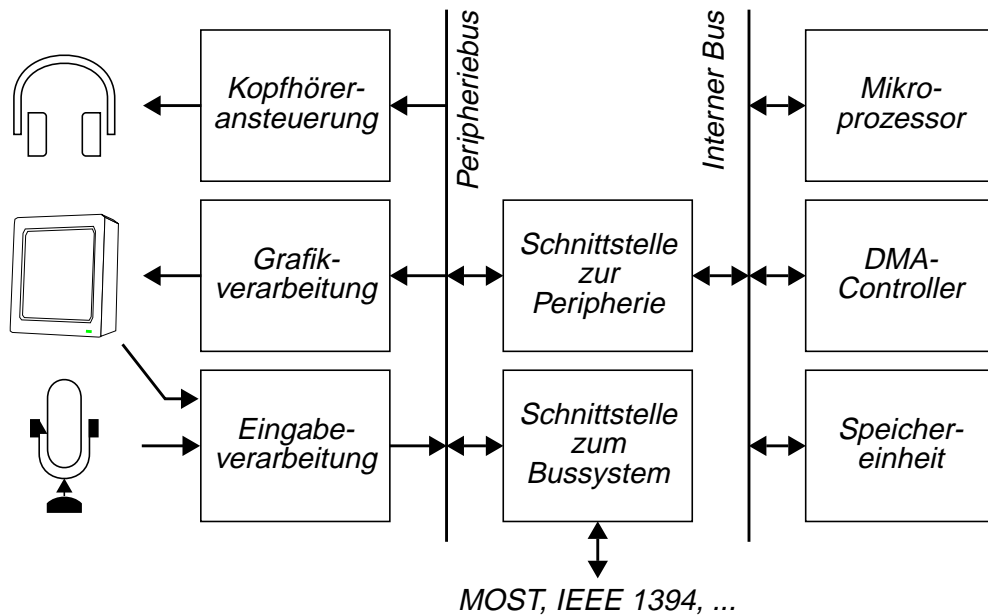 Kopfhörer-
ansteuerung
Peripheriebus
Interner Bus
Mikro-
prozessor
Grafik-
verarbeitung
Schnittstelle
zur
Peripherie
DMA-
Controller
Eingabe-
verarbeitung
Schnittstelle
zum
Bussystem
Speicher-
einheit
MOST, IEEE 1394, ...